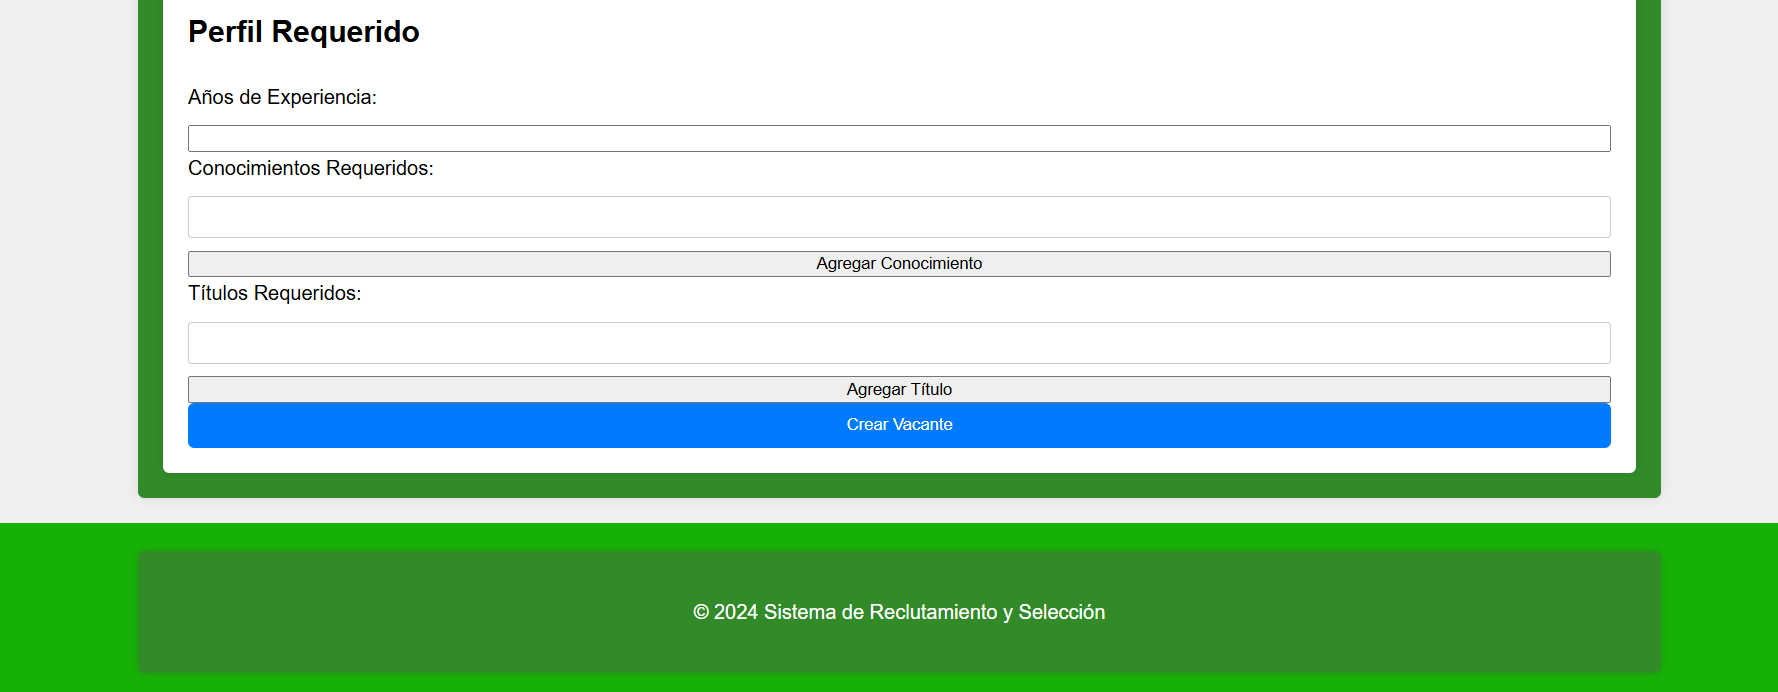 Perfil Requerido
Años de Experiencia:
Conocimientos Requeridos:
Agregar Conocimiento
Títulos Requeridos:
Agregar Título
Crear Vacante
© 2024 Sistema de Reclutamiento y Selección